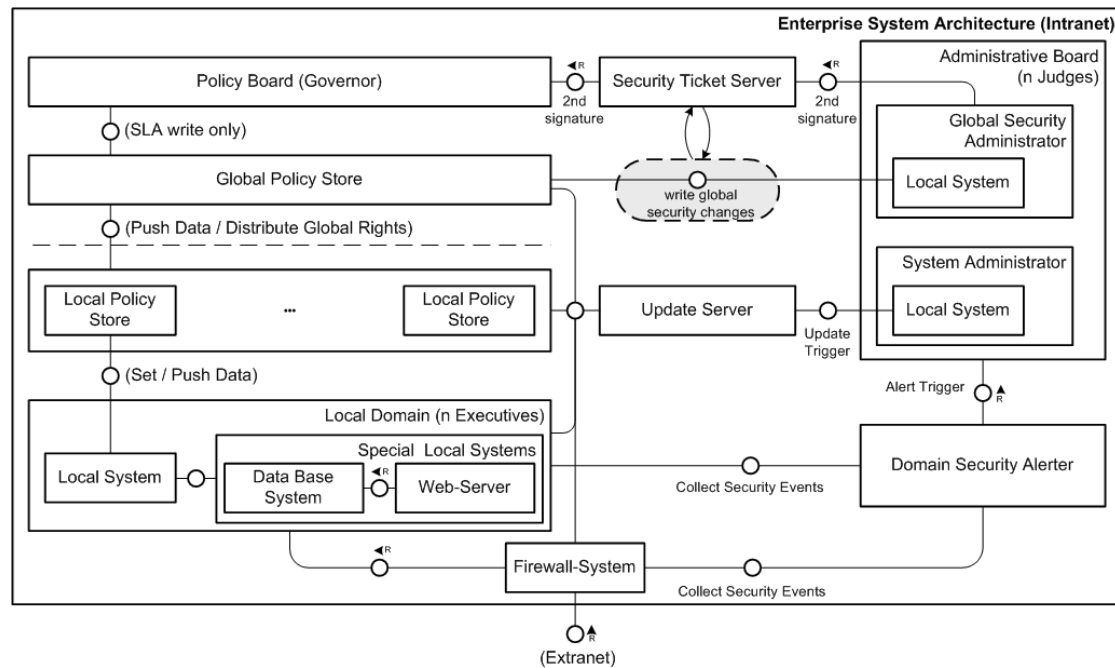 Enterprise System Architecture (Intranet)
Policy Board (Governor)
R
2nd
signature
Security Ticket Server
R
2nd
signature
Administrative Board
(n Judges)
Global Security
Administrator
Local System
(SLA write only)
Global Policy Store
write global
security changes
(Push Data / Distribute Global Rights)
Local Policy
Store
...
Local Policy
Store
Update Server
Update
Trigger
System Administrator
Local System
(Set / Push Data)
Alert Trigger
R
Local Domain (n Executives)
Special Local Systems
Local System
Data Base
System
R
Web-Server
Collect Security Events
Domain Security Alerter
R
Firewall-System
Collect Security Events
R
(Extranet)